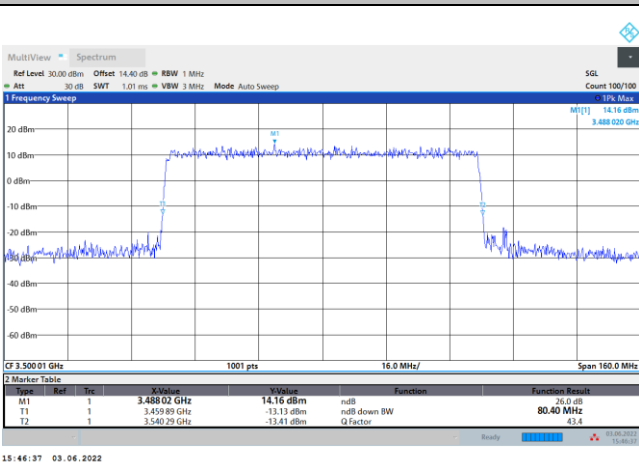 MultiView Spectrum
Ref Level 30.00 dBm Offset 14.40 dB RBW 1 MHz SGL
Att 30 dB SWT 1.01 ms VBW 3 MHz Mode Auto Sweep Count 100/100
1 Frequency Sweep 1Pk Max
M1[1] 14.16 dBm
3.488 020 GHz
M1
20 dBm
10 dBm
0 dBm
-10 dBm
-20 dBm
-30 dBm
-40 dBm
-50 dBm
-60 dBm
CF 3.500 01 GHz 1001 pts 16.0 MHz/ Span 160.0 MHz
2 Marker Table
Type Ref Trc X-Value Y-Value Function Function Result
M1 1 3.488 02 GHz 14.16 dBm ndB 26.0 dB
T1 1 3.459 89 GHz -13.13 dBm ndB down BW 80.40 MHz
T2 1 3.540 29 GHz -13.41 dBm Q Factor 43.4
Ready 03.06.2022
15:46:37
15:46:37 03.06.2022